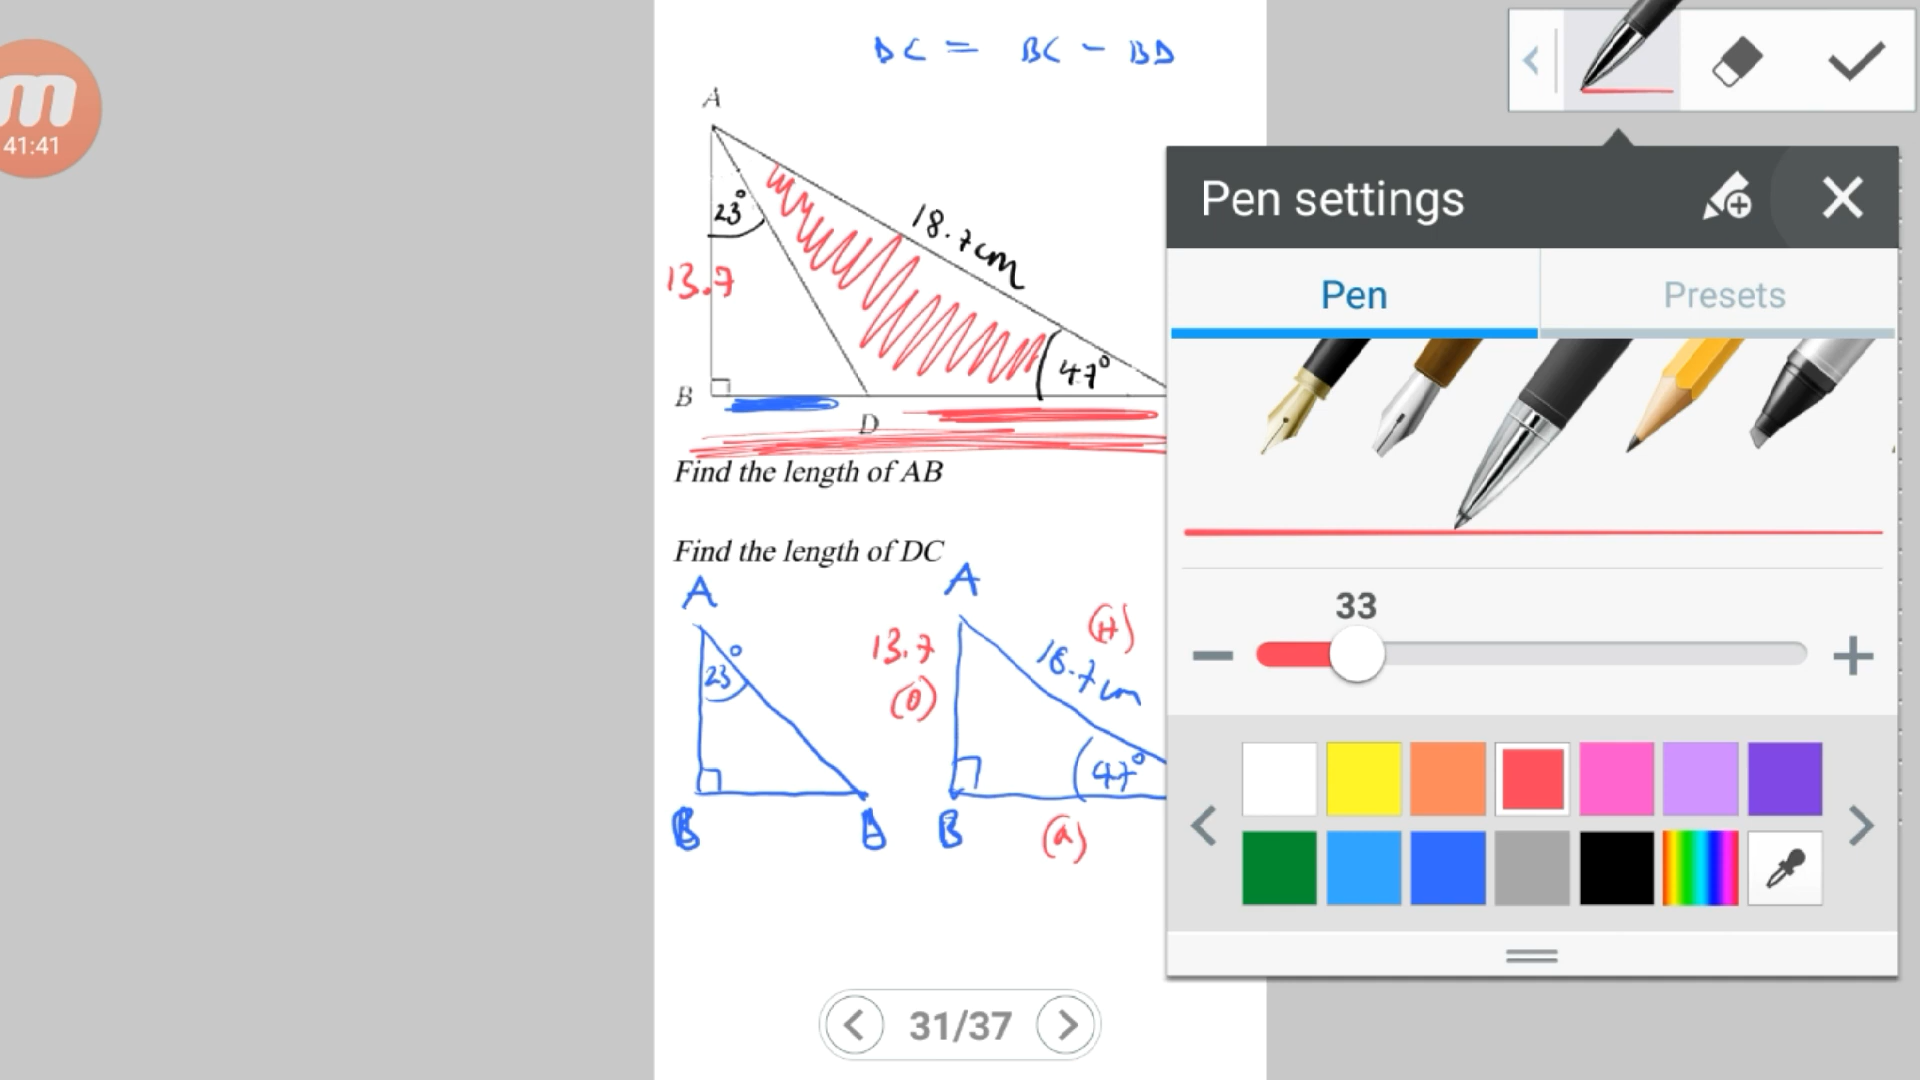 DC = BC - BD
41:41
A
23°
18.7cm
13.7
47°
B
D
Find the length of AB
Find the length of DC
A
A
23°
13.7
(H)
18.7cm
(O)
47°
B
D
B
(a)
31/37
Pen settings
Pen
Presets
33